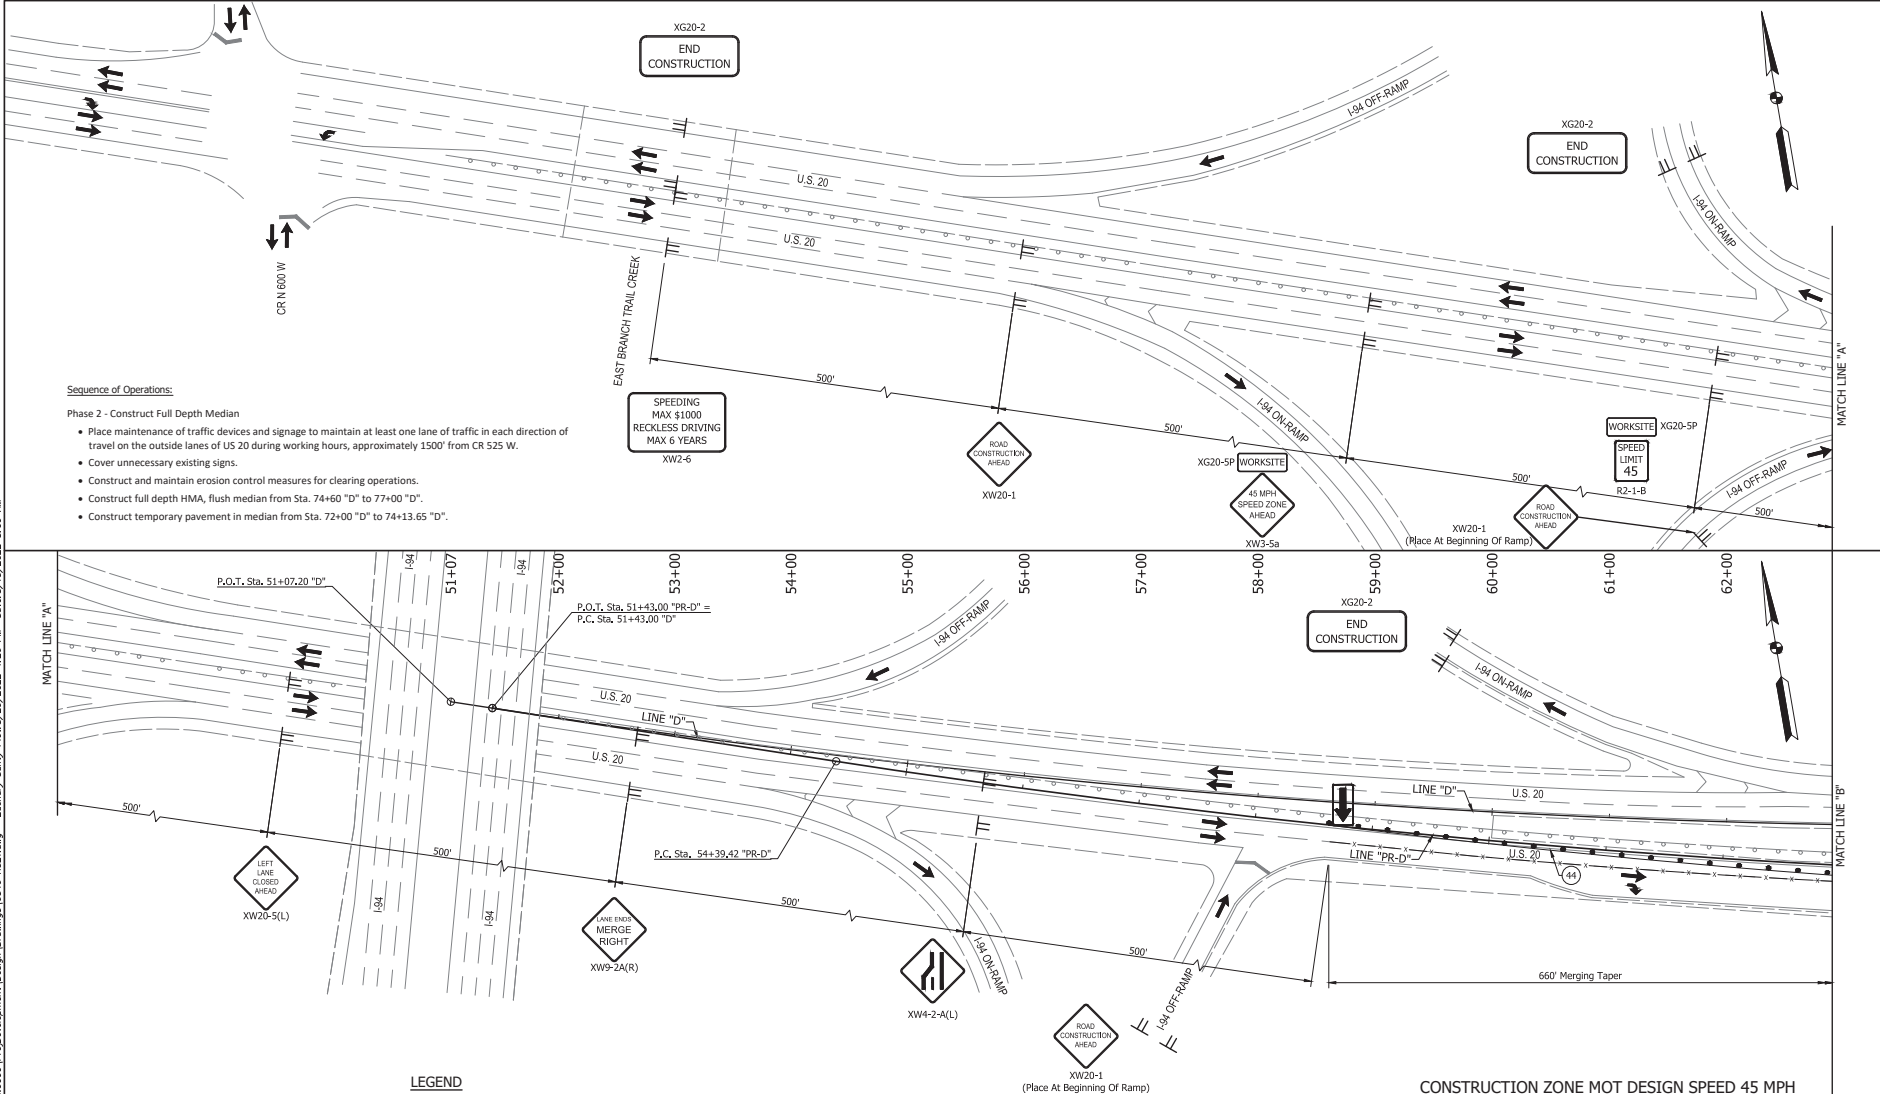 XG20-2
END
CONSTRUCTION
I-94 OFF-RAMP
XG20-2
END
CONSTRUCTION
I-94 ON-RAMP
U.S. 20
U.S. 20
CR N 600 W
EAST BRANCH TRAIL CREEK
MATCH LINE "A"
500'
500'
500'
500'
I-94 ON-RAMP
I-94 OFF-RAMP
Sequence of Operations:
Phase 2 - Construct Full Depth Median
• Place maintenance of traffic devices and signage to maintain at least one lane of traffic in each direction of
travel on the outside lanes of US 20 during working hours, approximately 1500' from CR 525 W.
• Cover unnecessary existing signs.
• Construct and maintain erosion control measures for clearing operations.
• Construct full depth HMA, flush median from Sta. 74+60 "D" to 77+00 "D".
• Construct temporary pavement in median from Sta. 72+00 "D" to 74+13.65 "D".
SPEEDING
MAX $1000
RECKLESS DRIVING
MAX 6 YEARS
XW2-6
ROAD
CONSTRUCTION
AHEAD
XW20-1
XG20-5P WORKSITE
45 MPH
SPEED ZONE
AHEAD
XW3-5a
WORKSITE XG20-5P
SPEED
LIMIT
45
R2-1-B
ROAD
CONSTRUCTION
AHEAD
XW20-1
(Place At Beginning Of Ramp)
MATCH LINE "A"
I-94
I-94
51+07
52+00
53+00
54+00
55+00
56+00
57+00
58+00
59+00
60+00
61+00
62+00
P.O.T. Sta. 51+07.20 "D"
P.O.T. Sta. 51+43.00 "PR-D" =
P.C. Sta. 51+43.00 "D"
I-94 OFF-RAMP
XG20-2
END
CONSTRUCTION
I-94 ON-RAMP
U.S. 20
LINE "D"
U.S. 20
LINE "D"
U.S. 20
LINE "PR-D"
U.S. 20
44
MATCH LINE "B"
P.C. Sta. 54+39.42 "PR-D"
500'
500'
500'
500'
660' Merging Taper
I-94
I-94
LEFT
LANE
CLOSED
AHEAD
XW20-5(L)
LANE ENDS
MERGE
RIGHT
XW9-2A(R)
XW4-2-A(L)
I-94 ON-RAMP
I-94 OFF-RAMP
ROAD
CONSTRUCTION
AHEAD
XW20-1
(Place At Beginning Of Ramp)
LEGEND
CONSTRUCTION ZONE MOT DESIGN SPEED 45 MPH